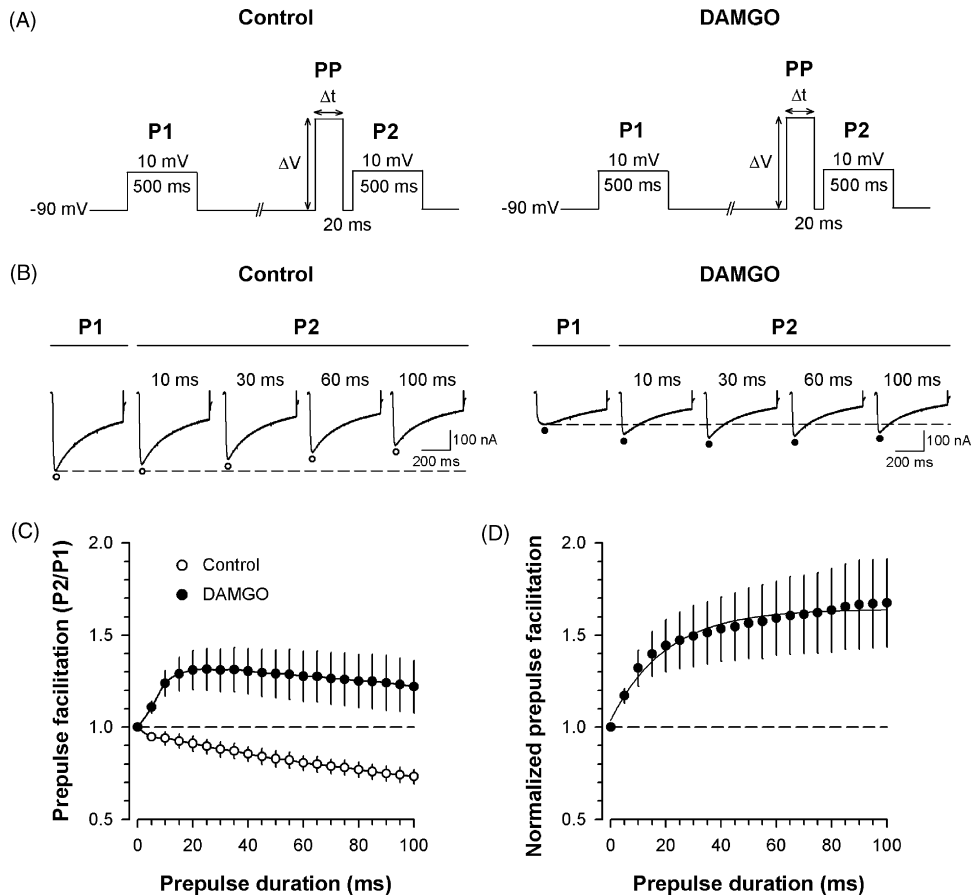 (A)
Control
DAMGO
PP
Δt
P1
P2
10 mV
10 mV
ΔV
500 ms
500 ms
-90 mV
20 ms
PP
Δt
P1
P2
10 mV
10 mV
ΔV
500 ms
500 ms
-90 mV
20 ms
(B)
Control
DAMGO
P1
P2
10 ms
30 ms
60 ms
100 ms
100 nA
200 ms
P1
P2
10 ms
30 ms
60 ms
100 ms
100 nA
200 ms
(C)
Prepulse facilitation (P2/P1)
2.0
1.5
1.0
0.5
Control
DAMGO
0
20
40
60
80
100
Prepulse duration (ms)
(D)
Normalized prepulse facilitation
2.0
1.5
1.0
0.5
0
20
40
60
80
100
Prepulse duration (ms)